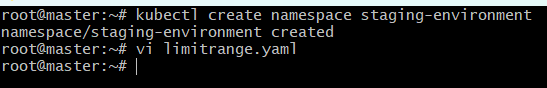 root@master:~# kubectl create namespace staging-environment
namespace/staging-environment created
root@master:~# vi limitrange.yaml
root@master:~#